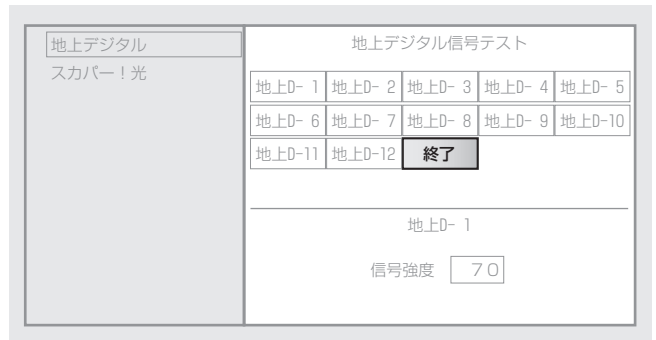 地上デジタル
スカパー！光
地上デジタル信号テスト
地上D- 1 地上D- 2 地上D- 3 地上D- 4 地上D- 5
地上D- 6 地上D- 7 地上D- 8 地上D- 9 地上D-10
地上D-11 地上D-12 終了
地上D- 1
信号強度 70